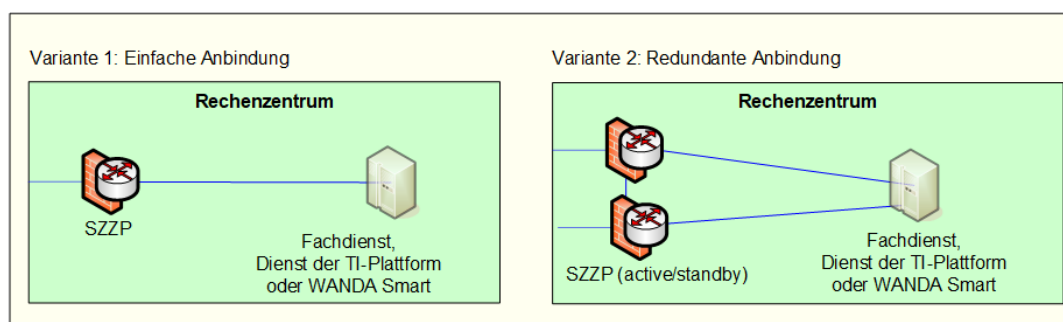 Variante 1: Einfache Anbindung
Rechenzentrum
SZZP
Fachdienst,
Dienst der TI-Plattform
oder WANDA Smart
Variante 2: Redundante Anbindung
Rechenzentrum
SZZP (active/standby)
Fachdienst,
Dienst der TI-Plattform
oder WANDA Smart